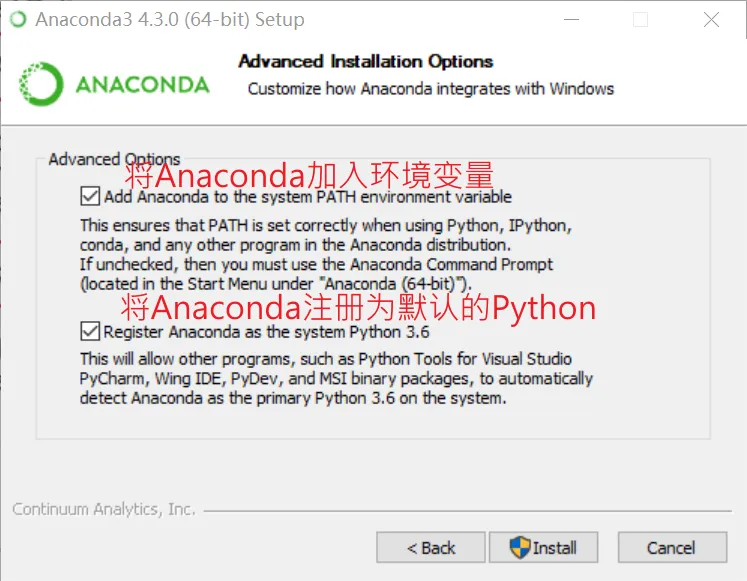 Anaconda3 4.3.0 (64-bit) Setup
ANACONDA
Advanced Installation Options
Customize how Anaconda integrates with Windows
Advanced Options
将Anaconda加入环境变量
Add Anaconda to the system PATH environment variable
This ensures that PATH is set correctly when using Python, IPython,
conda, and any other program in the Anaconda distribution.
If unchecked, then you must use the Anaconda Command Prompt
(located in the Start Menu under "Anaconda (64-bit)").
将Anaconda注册为默认的Python
Register Anaconda as the system Python 3.6
This will allow other programs, such as Python Tools for Visual Studio
PyCharm, Wing IDE, PyDev, and MSI binary packages, to automatically
detect Anaconda as the primary Python 3.6 on the system.
Continuum Analytics, Inc.
< Back
Install
Cancel